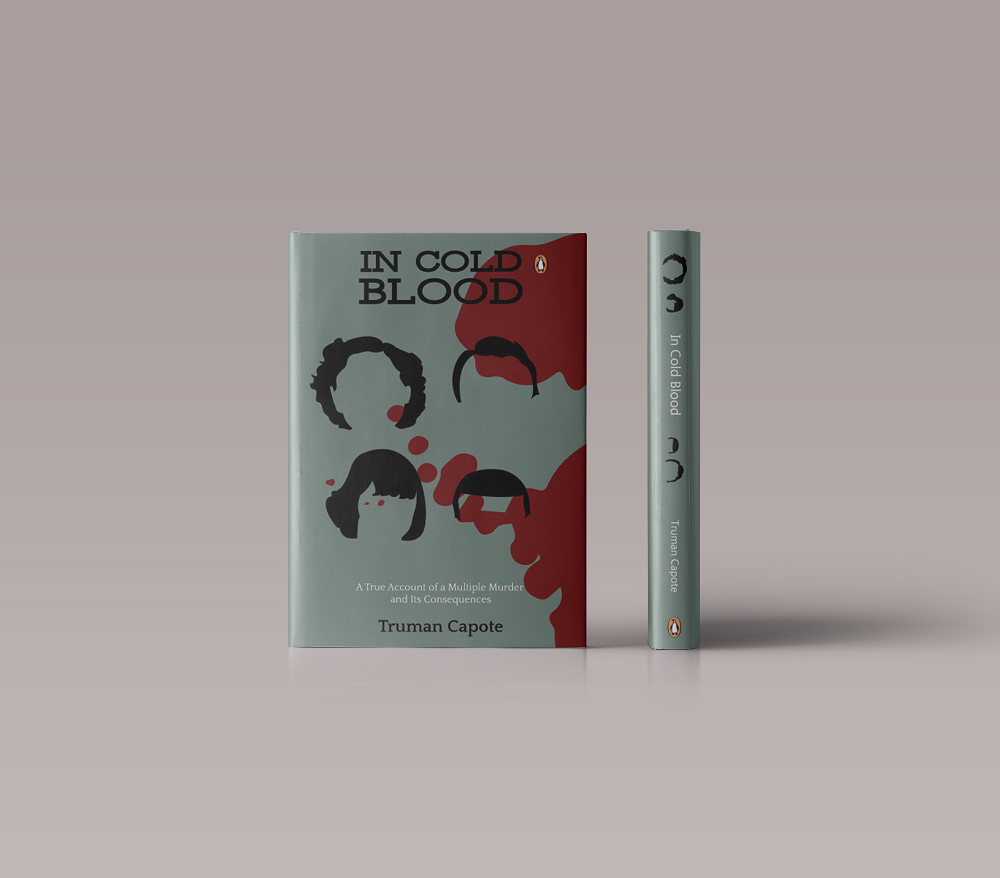 IN COLD
BLOOD
A True Account of a Multiple Murder
and Its Consequences
Truman Capote
In Cold Blood
Truman Capote